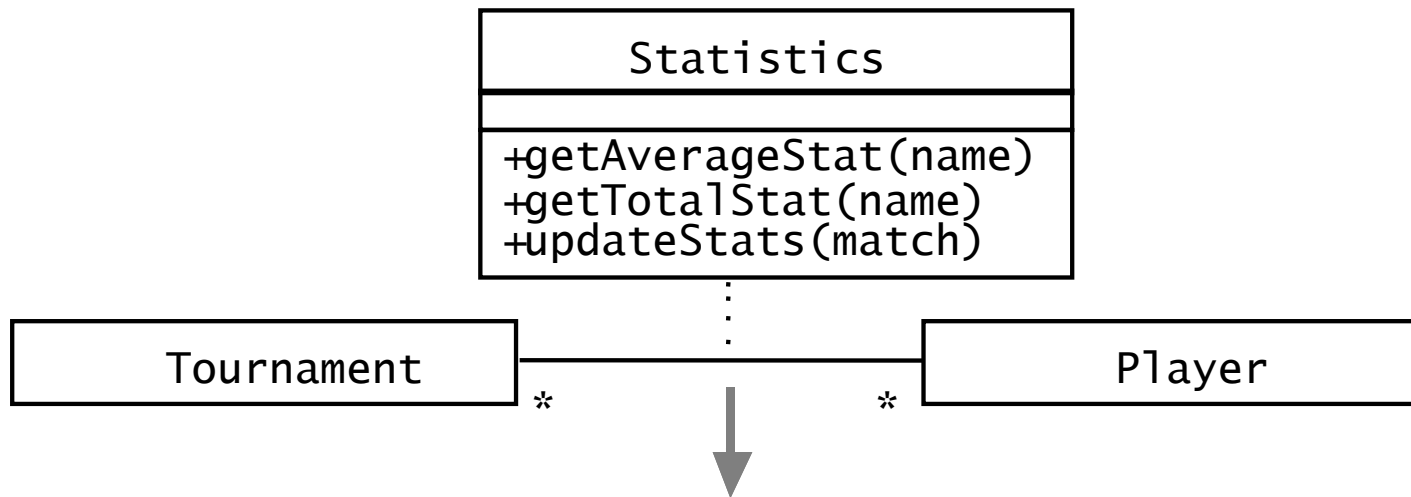 Statistics
+getAverageStat(name)
+getTotalStat(name)
+updateStats(match)
Tournament
Player
* *